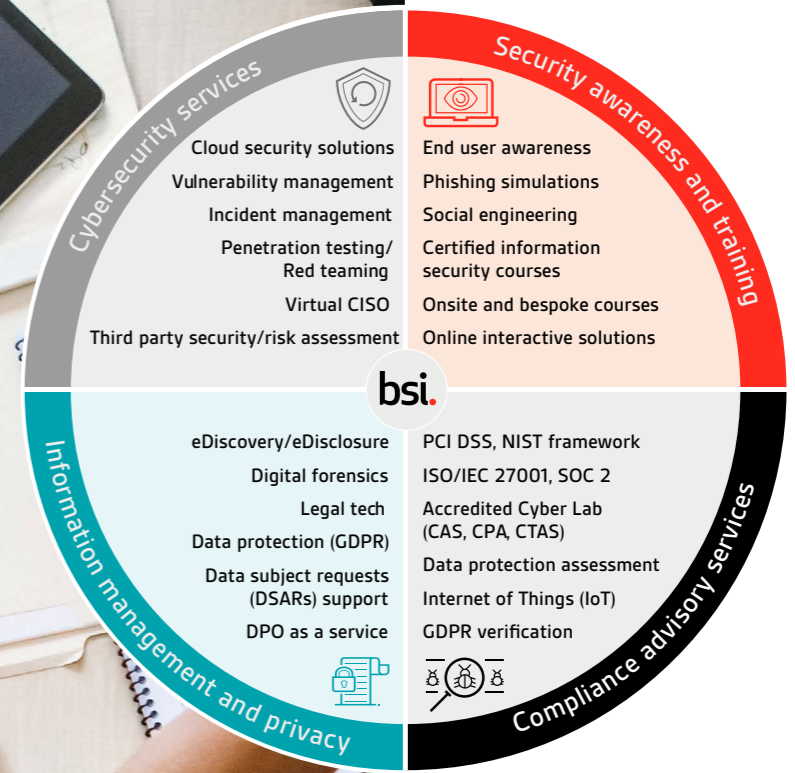 Cybersecurity services
Cloud security solutions
Vulnerability management
Incident management
Penetration testing/
Red teaming
Virtual CISO
Third party security/risk assessment
Security awareness and training
End user awareness
Phishing simulations
Social engineering
Certified information
security courses
Onsite and bespoke courses
Online interactive solutions
bsi.
Information management and privacy
eDiscovery/eDisclosure
Digital forensics
Legal tech
Data protection (GDPR)
Data subject requests
(DSARs) support
DPO as a service
Compliance advisory services
PCI DSS, NIST framework
ISO/IEC 27001, SOC 2
Accredited Cyber Lab
(CAS, CPA, CTAS)
Data protection assessment
Internet of Things (IoT)
GDPR verification